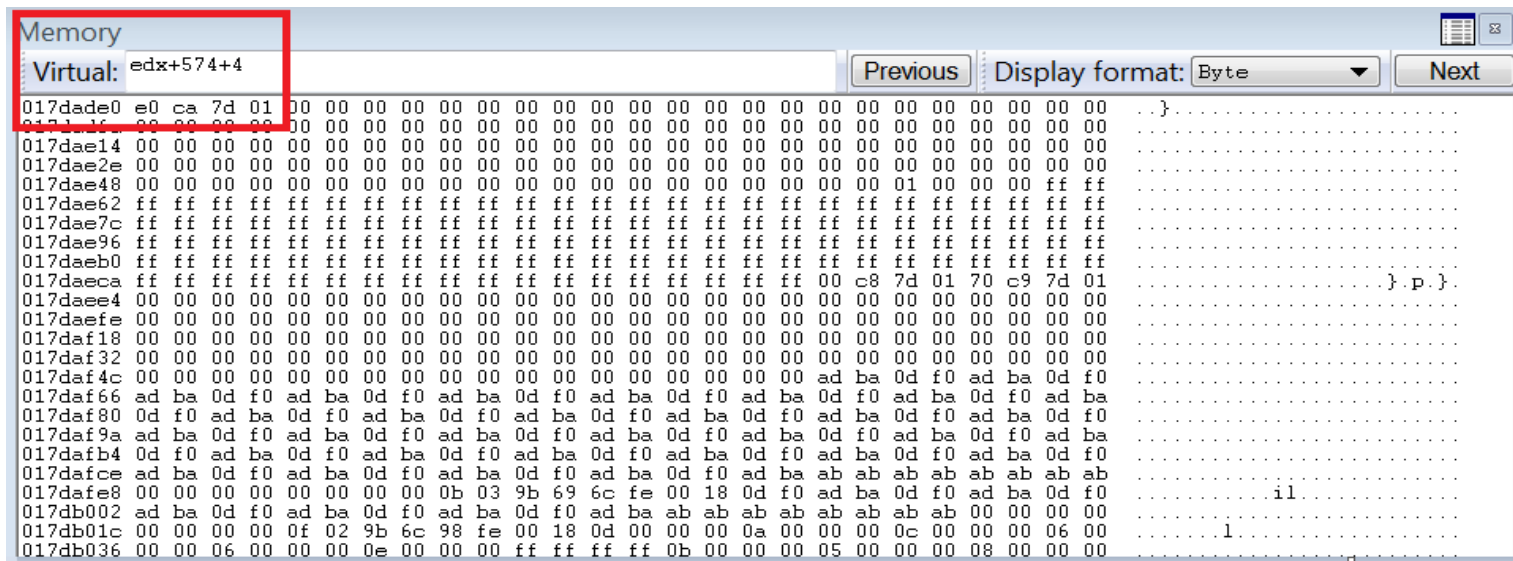 Memory
Virtual: edx+574+4 Previous Display format: Byte Next
017dade0 e0 ca 7d 01 00 00 00 00 00 00 00 00 00 00 00 00 00 00 00 00 00 00 00 00 00 00 ..}.......................
017dadfa 00 00 00 00 00 00 00 00 00 00 00 00 00 00 00 00 00 00 00 00 00 00 00 00 00 00 ..........................
017dae14 00 00 00 00 00 00 00 00 00 00 00 00 00 00 00 00 00 00 00 00 00 00 00 00 00 00 ..........................
017dae2e 00 00 00 00 00 00 00 00 00 00 00 00 00 00 00 00 00 00 00 00 00 00 00 00 00 00 ..........................
017dae48 00 00 00 00 00 00 00 00 00 00 00 00 00 00 00 00 00 00 00 00 01 00 00 00 ff ff ..........................
017dae62 ff ff ff ff ff ff ff ff ff ff ff ff ff ff ff ff ff ff ff ff ff ff ff ff ff ff ..........................
017dae7c ff ff ff ff ff ff ff ff ff ff ff ff ff ff ff ff ff ff ff ff ff ff ff ff ff ff ..........................
017dae96 ff ff ff ff ff ff ff ff ff ff ff ff ff ff ff ff ff ff ff ff ff ff ff ff ff ff ..........................
017daeb0 ff ff ff ff ff ff ff ff ff ff ff ff ff ff ff ff ff ff ff ff ff ff ff ff ff ff ..........................
017daeca ff ff ff ff ff ff ff ff ff ff ff ff ff ff ff ff ff ff 00 c8 7d 01 70 c9 7d 01 ....................}.p.}.
017daee4 00 00 00 00 00 00 00 00 00 00 00 00 00 00 00 00 00 00 00 00 00 00 00 00 00 00 ..........................
017daefe 00 00 00 00 00 00 00 00 00 00 00 00 00 00 00 00 00 00 00 00 00 00 00 00 00 00 ..........................
017daf18 00 00 00 00 00 00 00 00 00 00 00 00 00 00 00 00 00 00 00 00 00 00 00 00 00 00 ..........................
017daf32 00 00 00 00 00 00 00 00 00 00 00 00 00 00 00 00 00 00 00 00 00 00 00 00 00 00 ..........................
017daf4c 00 00 00 00 00 00 00 00 00 00 00 00 00 00 00 00 00 00 ad ba 0d f0 ad ba 0d f0 ..........................
017daf66 ad ba 0d f0 ad ba 0d f0 ad ba 0d f0 ad ba 0d f0 ad ba 0d f0 ad ba 0d f0 ad ba ..........................
017daf80 0d f0 ad ba 0d f0 ad ba 0d f0 ad ba 0d f0 ad ba 0d f0 ad ba 0d f0 ad ba 0d f0 ..........................
017daf9a ad ba 0d f0 ad ba 0d f0 ad ba 0d f0 ad ba 0d f0 ad ba 0d f0 ad ba 0d f0 ad ba ..........................
017dafb4 0d f0 ad ba 0d f0 ad ba 0d f0 ad ba 0d f0 ad ba 0d f0 ad ba 0d f0 ad ba 0d f0 ..........................
017dafce ad ba 0d f0 ad ba 0d f0 ad ba 0d f0 ad ba 0d f0 ad ba ab ab ab ab ab ab ab ab ..........................
017dafe8 00 00 00 00 00 00 00 00 0b 03 9b 69 6c fe 00 18 0d f0 ad ba 0d f0 ad ba 0d f0 ...........il.............
017db002 ad ba 0d f0 ad ba 0d f0 ad ba 0d f0 ad ba ab ab ab ab ab ab ab ab 00 00 00 00 ..........................
017db01c 00 00 00 00 0f 02 9b 6c 98 fe 00 18 0d 00 00 00 0a 00 00 00 0c 00 00 00 06 00 .......l..................
017db036 00 00 06 00 00 00 0e 00 00 00 ff ff ff ff 0b 00 00 00 05 00 00 00 08 00 00 00 ..........................